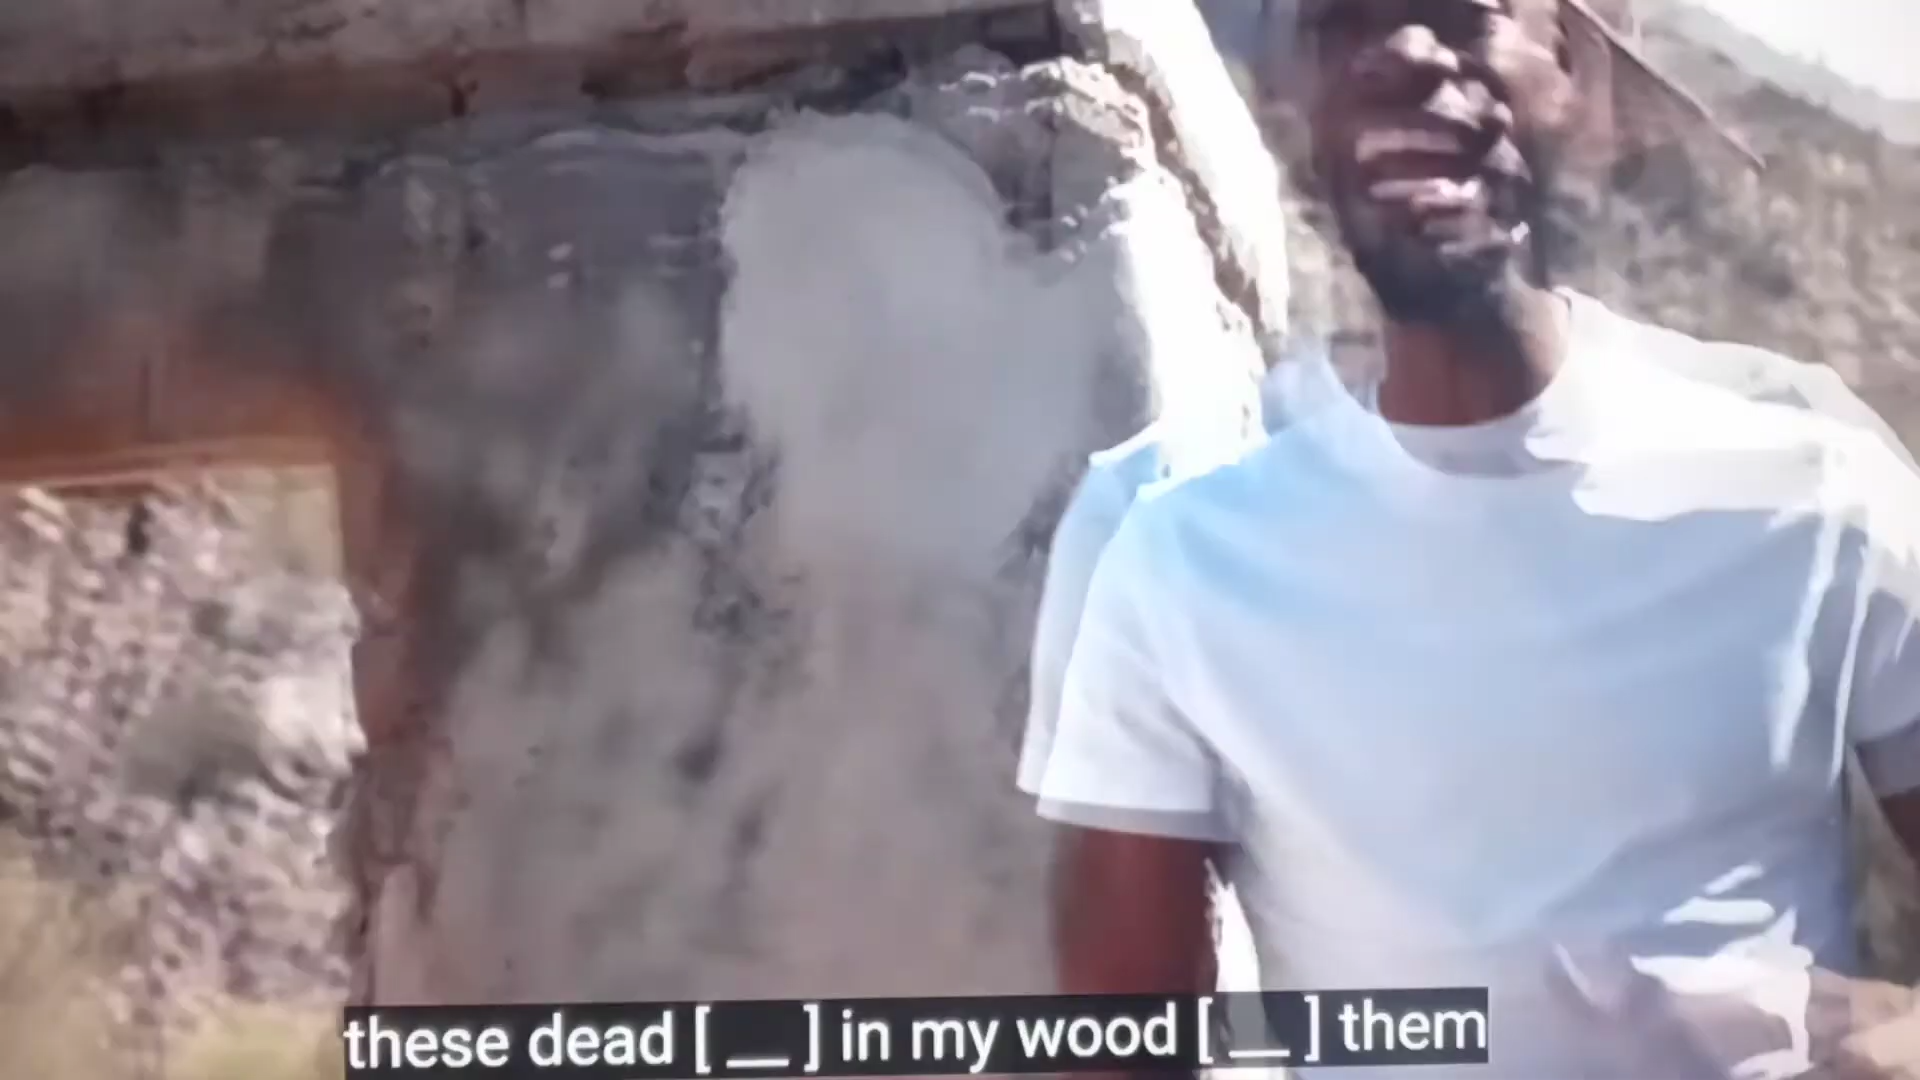 these dead [ __ ] in my wood [ __ ] them